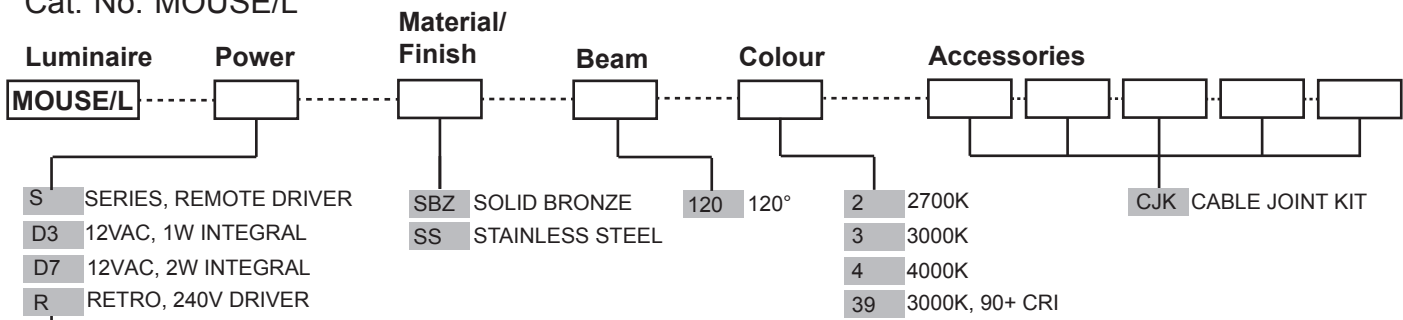 Cat. No. MOUSE/L
Luminaire Power Material/ Finish Beam Colour Accessories
MOUSE/L
S SERIES, REMOTE DRIVER
D3 12VAC, 1W INTEGRAL
D7 12VAC, 2W INTEGRAL
R RETRO, 240V DRIVER
SBZ SOLID BRONZE
SS STAINLESS STEEL
120 120°
2 2700K
3 3000K
4 4000K
39 3000K, 90+ CRI
CJK CABLE JOINT KIT